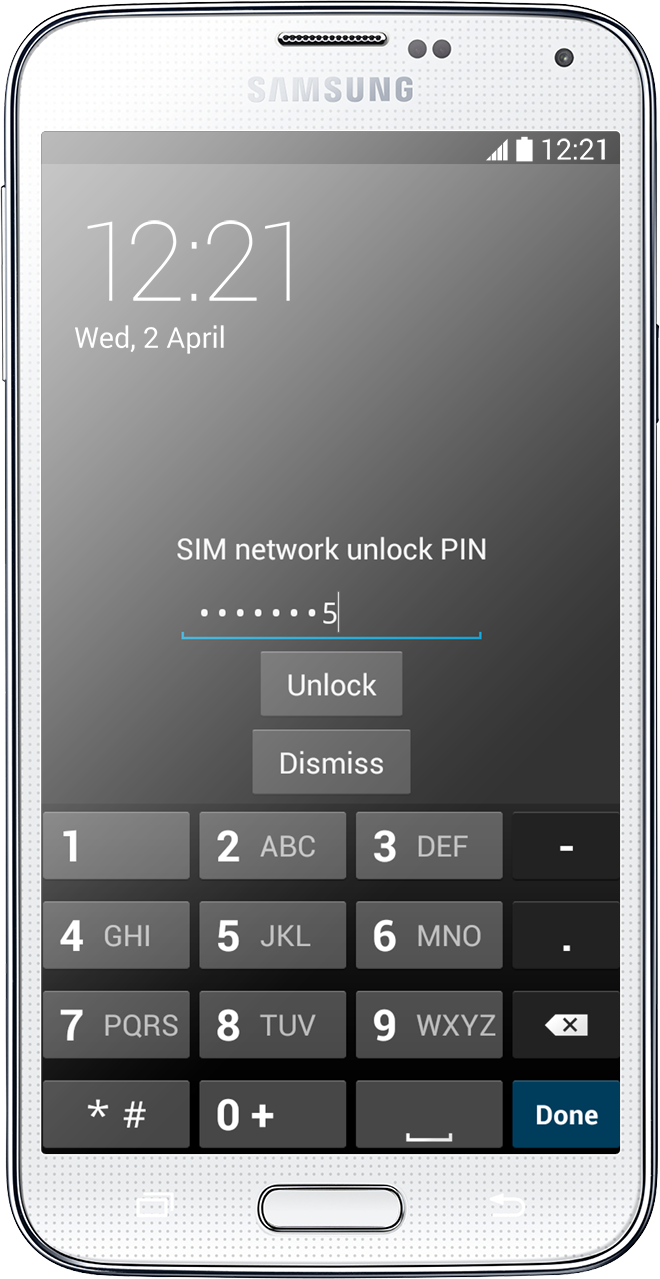 SAMSUNG
12:21
12:21
Wed, 2 April
SIM network unlock PIN
•••••••5
Unlock
Dismiss
1
2 ABC
3 DEF
-
4 GHI
5 JKL
6 MNO
.
7 PQRS
8 TUV
9 WXYZ
* #
0 +
Done